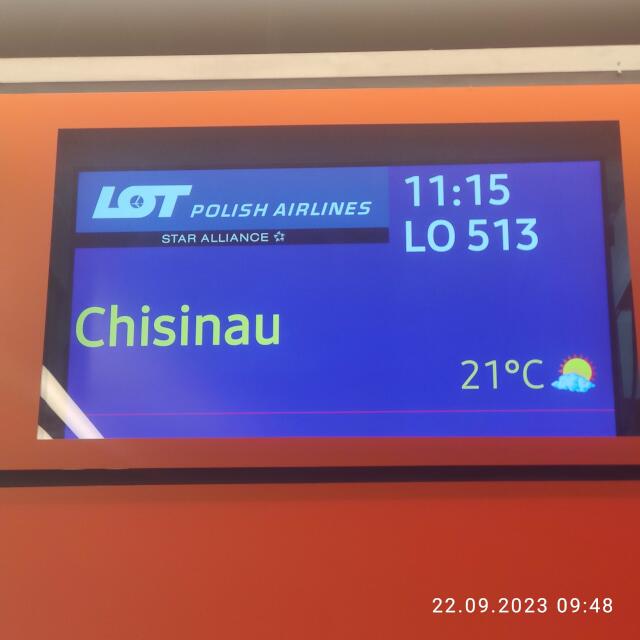 LOT POLISH AIRLINES
STAR ALLIANCE
11:15
LO 513
Chisinau
21°C
22.09.2023 09:48